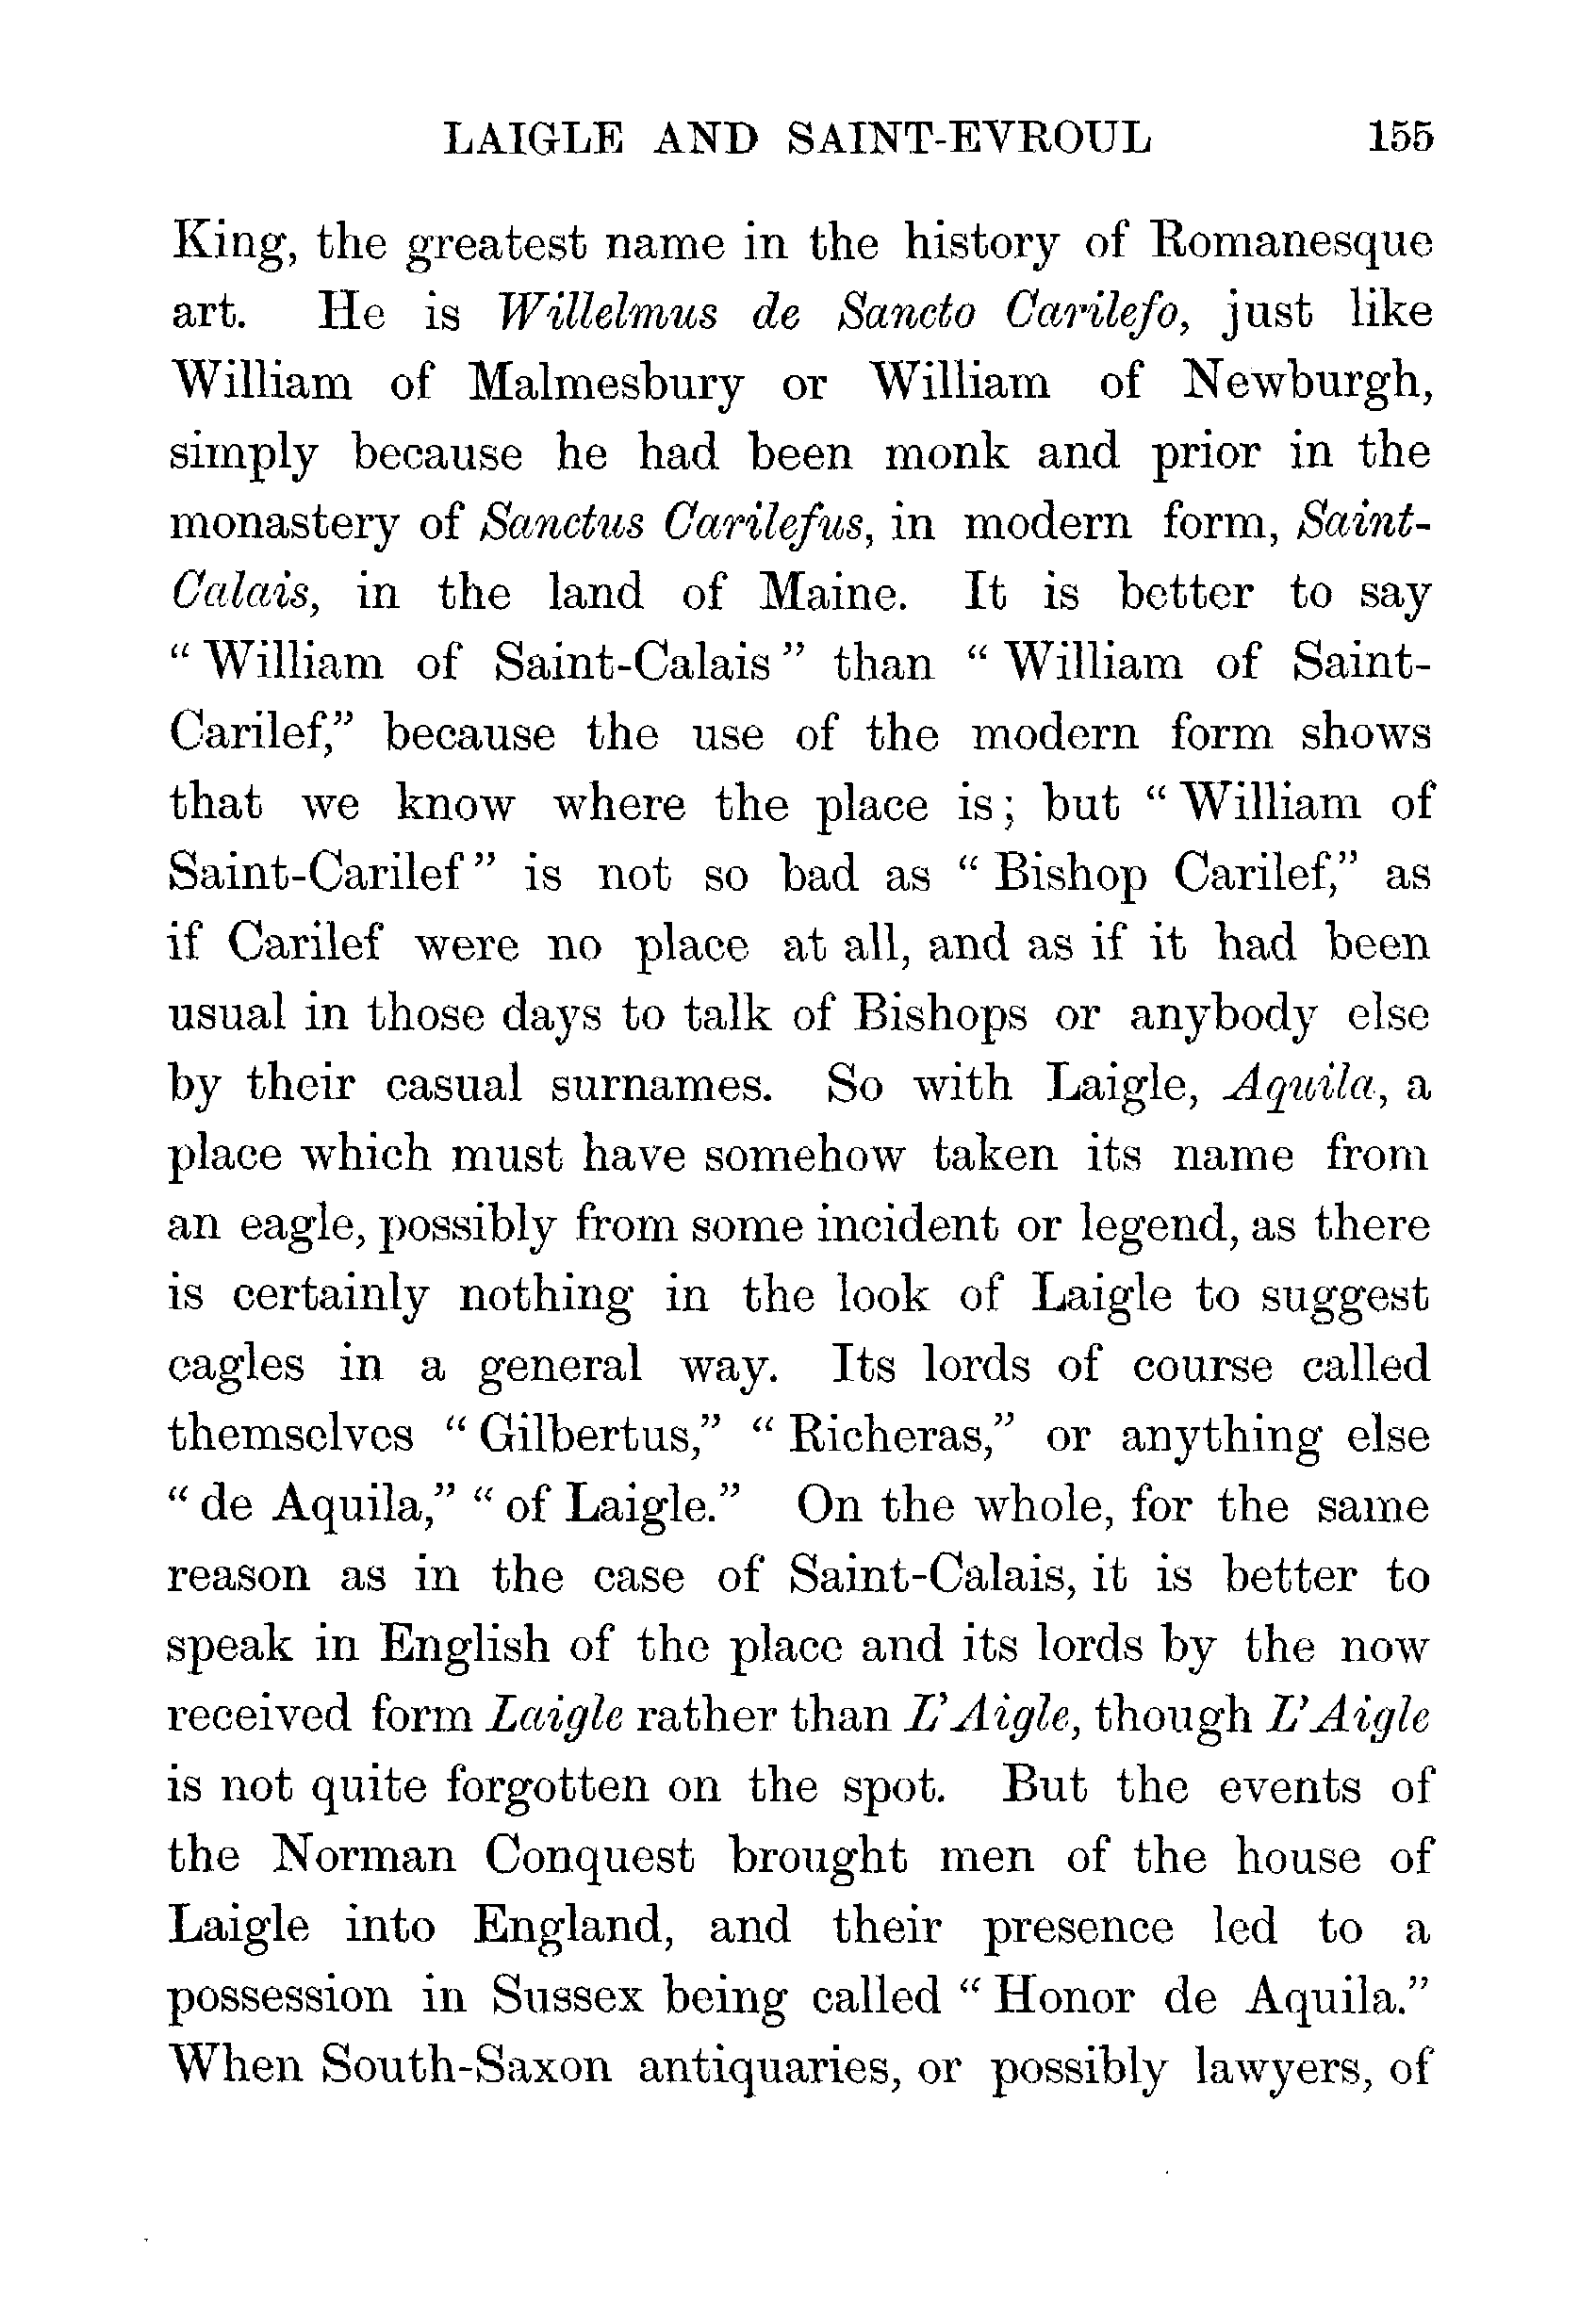 LAIGLE AND SAINT-EVROUL 155
King, the greatest name in the history of Romanesque
art. He is Willelmus de Sancto Carilefo, just like
William of Malmesbury or William of Newburgh,
simply because he had been monk and prior in the
monastery of Sanctus Carilefus, in modern form, Saint-
Calais, in the land of Maine. It is better to say
“William of Saint-Calais” than “William of Saint-
Carilef,” because the use of the modern form shows
that we know where the place is; but “William of
Saint-Carilef” is not so bad as “Bishop Carilef,” as
if Carilef were no place at all, and as if it had been
usual in those days to talk of Bishops or anybody else
by their casual surnames. So with Laigle, Aquila, a
place which must have somehow taken its name from
an eagle, possibly from some incident or legend, as there
is certainly nothing in the look of Laigle to suggest
eagles in a general way. Its lords of course called
themselves “Gilbertus,” “Richeras,” or anything else
“de Aquila,” “of Laigle.” On the whole, for the same
reason as in the case of Saint-Calais, it is better to
speak in English of the place and its lords by the now
received form Laigle rather than L’Aigle, though L’Aigle
is not quite forgotten on the spot. But the events of
the Norman Conquest brought men of the house of
Laigle into England, and their presence led to a
possession in Sussex being called “Honor de Aquila.”
When South-Saxon antiquaries, or possibly lawyers, of